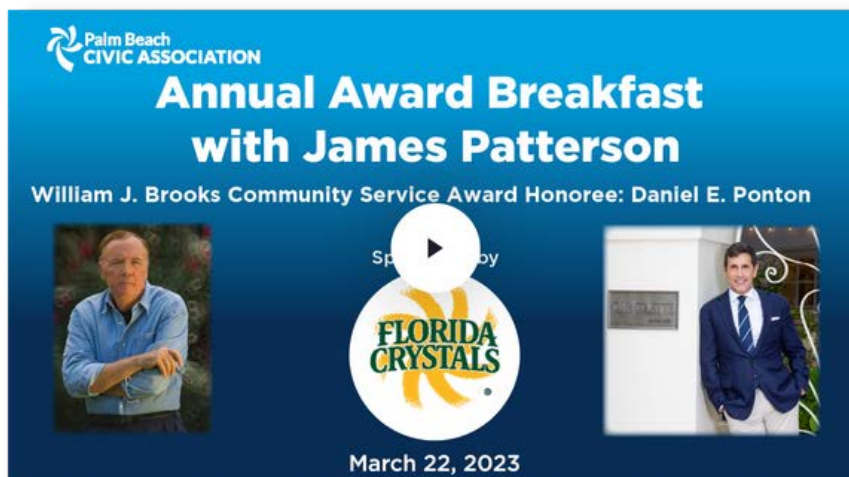 Palm Beach
CIVIC ASSOCIATION
Annual Award Breakfast
with James Patterson
William J. Brooks Community Service Award Honoree: Daniel E. Ponton
by
FLORIDA
CRYSTALS
March 22, 2023